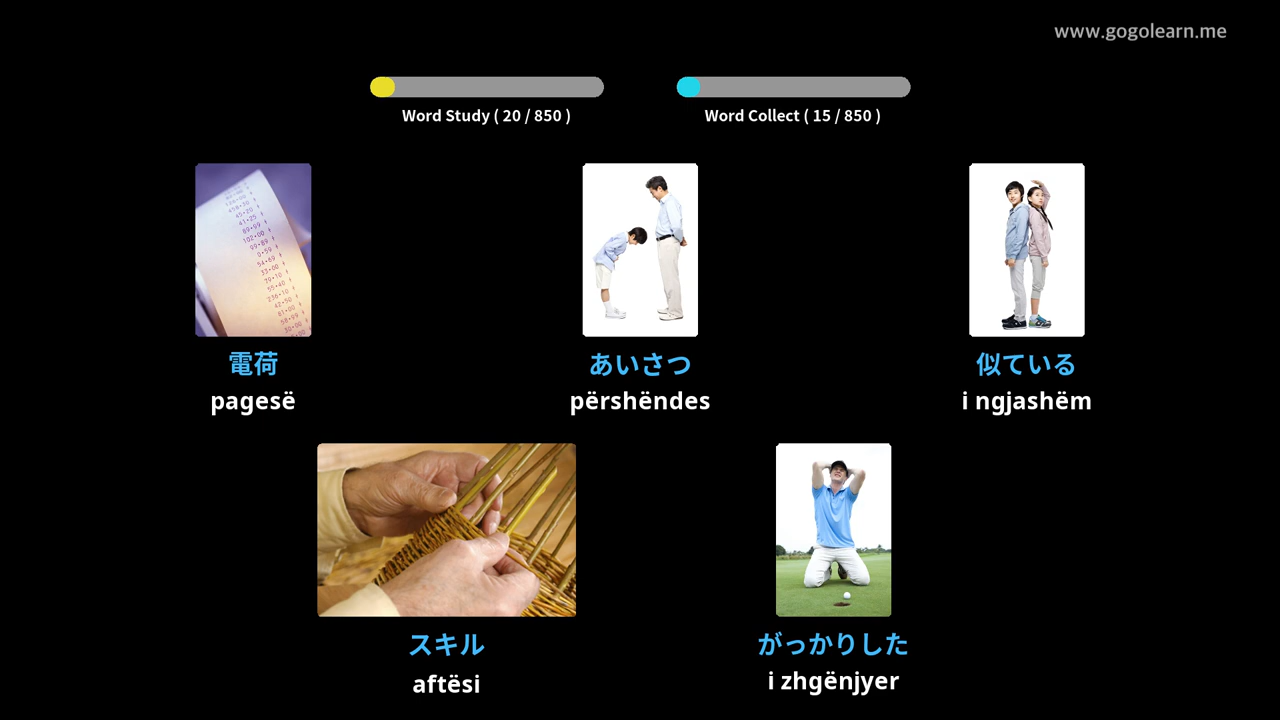 www.gogolearn.me
Word Study ( 20 / 850 )
Word Collect ( 15 / 850 )
電荷
pagesë
あいさつ
përshëndes
似ている
i ngjashëm
スキル
aftësi
がっかりした
i zhgënjyer